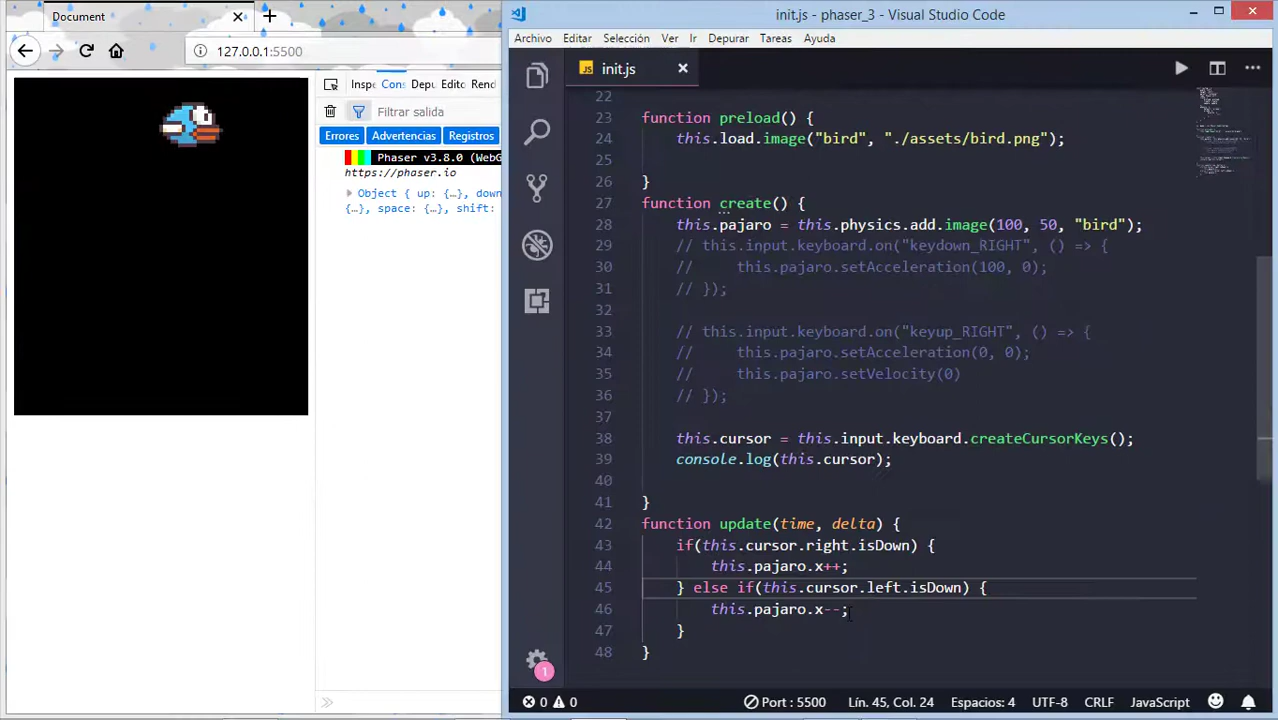 Document
127.0.0.1:5500
Inspe
Cons
Depu
Edito
Rend
Filtrar salida
Errores
Advertencias
Registros
Phaser v3.8.0 (WebG
https://phaser.io
Object { up: {…}, down
{…}, space: {…}, shift:
init.js - phaser_3 - Visual Studio Code
Archivo Editar Selección Ver Ir Depurar Tareas Ayuda
JS init.js
22
23 function preload() {
24 this.load.image("bird", "./assets/bird.png");
25
26 }
27 function create() {
28 this.pajaro = this.physics.add.image(100, 50, "bird");
29 // this.input.keyboard.on("keydown_RIGHT", () => {
30 // this.pajaro.setAcceleration(100, 0);
31 // });
32
33 // this.input.keyboard.on("keyup_RIGHT", () => {
34 // this.pajaro.setAcceleration(0, 0);
35 // this.pajaro.setVelocity(0)
36 // });
37
38 this.cursor = this.input.keyboard.createCursorKeys();
39 console.log(this.cursor);
40
41 }
42 function update(time, delta) {
43 if(this.cursor.right.isDown) {
44 this.pajaro.x++;
45 } else if(this.cursor.left.isDown) {
46 this.pajaro.x--;
47 }
48 }
1
0 0 Port : 5500 Lín. 45, Col. 24 Espacios: 4 UTF-8 CRLF JavaScript